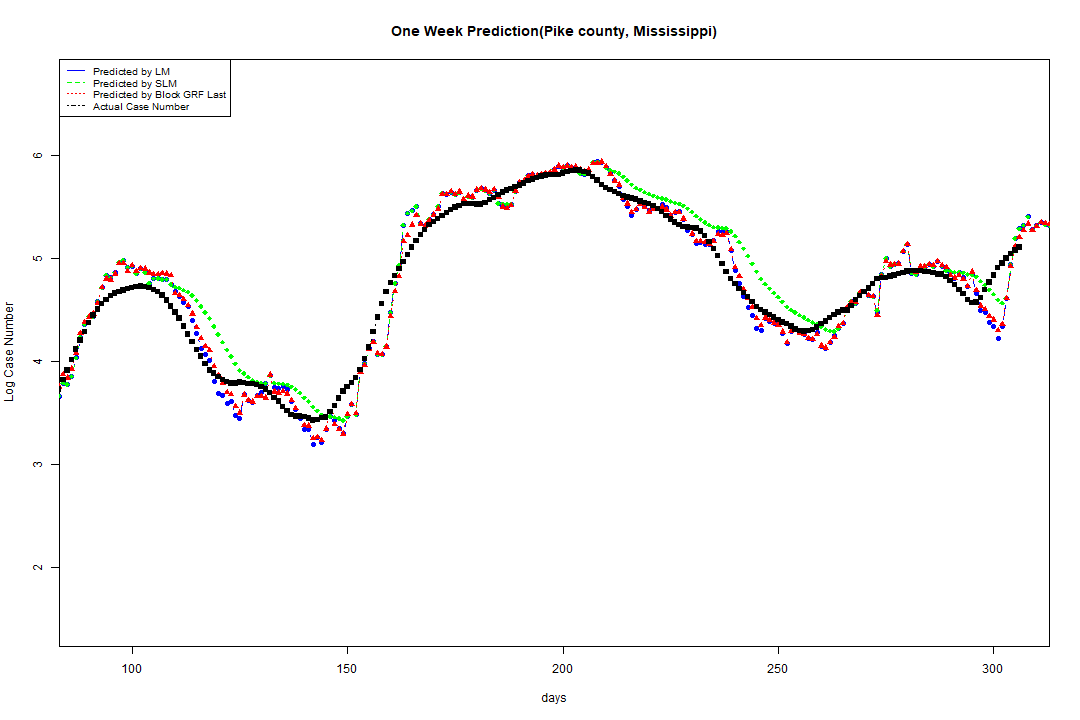 One Week Prediction(Pike county, Mississippi)
Predicted by LM
Predicted by SLM
Predicted by Block GRF Last
Actual Case Number
Log Case Number
6
5
4
3
2
100 150 200 250 300
days